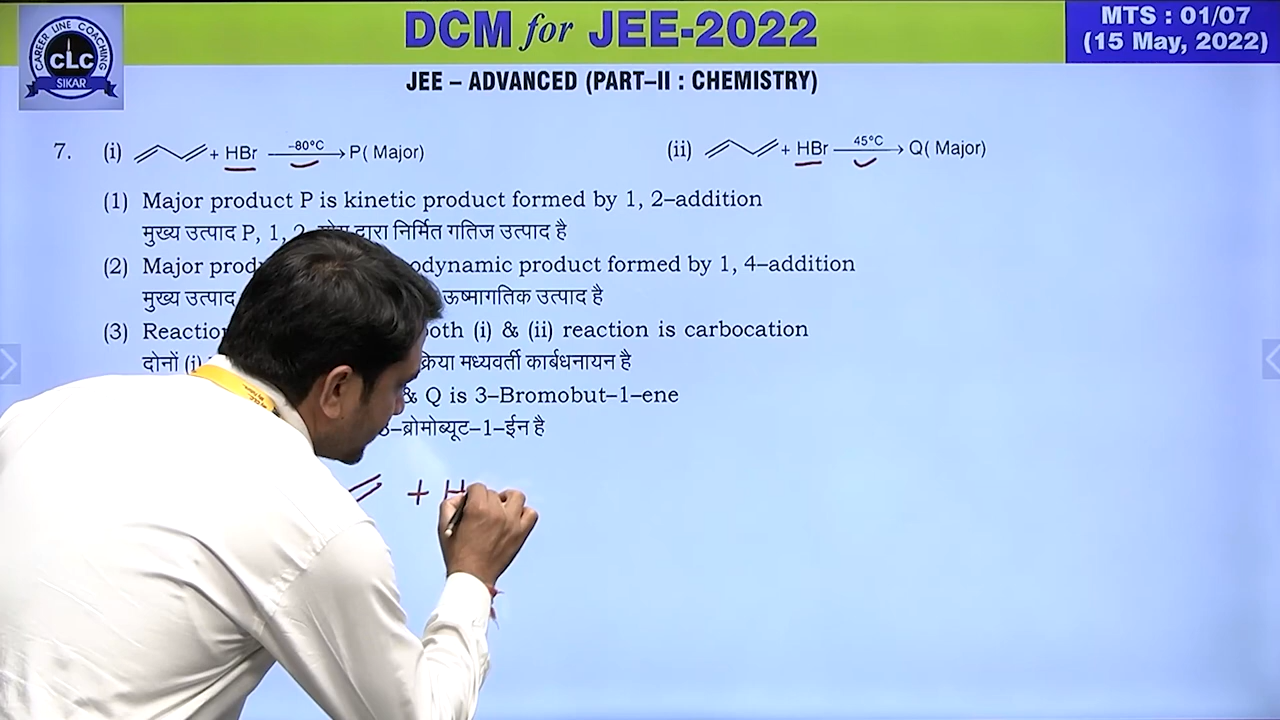 DCM for JEE-2022
MTS : 01/07
(15 May, 2022)
CAREER LINE COACHING
CLC
SIKAR
JEE – ADVANCED (PART–II : CHEMISTRY)
7. (i) + HBr –80°C P( Major) (ii) + HBr 45°C Q( Major)
(1) Major product P is kinetic product formed by 1, 2–addition
मुख्य उत्पाद P, 1, 2 द्वारा निर्मित गतिज उत्पाद है
(2) Major prod odynamic product formed by 1, 4–addition
मुख्य उत्पाद ऊष्मागतिक उत्पाद है
(3) Reaction both (i) & (ii) reaction is carbocation
दोनों (i) क्रिया मध्यवर्ती कार्बधनायन है
& Q is 3–Bromobut–1–ene
3–ब्रोमोब्यूट–1–ईन है
+ H